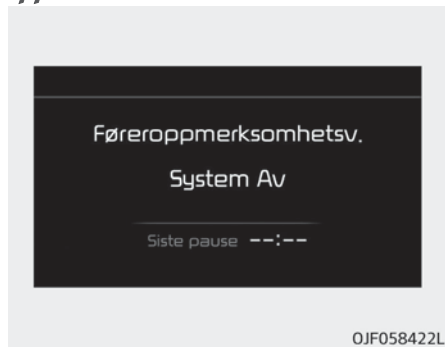 Føreroppmerksomhetsv.
System Av
Siste pause --:--
OJF058422L